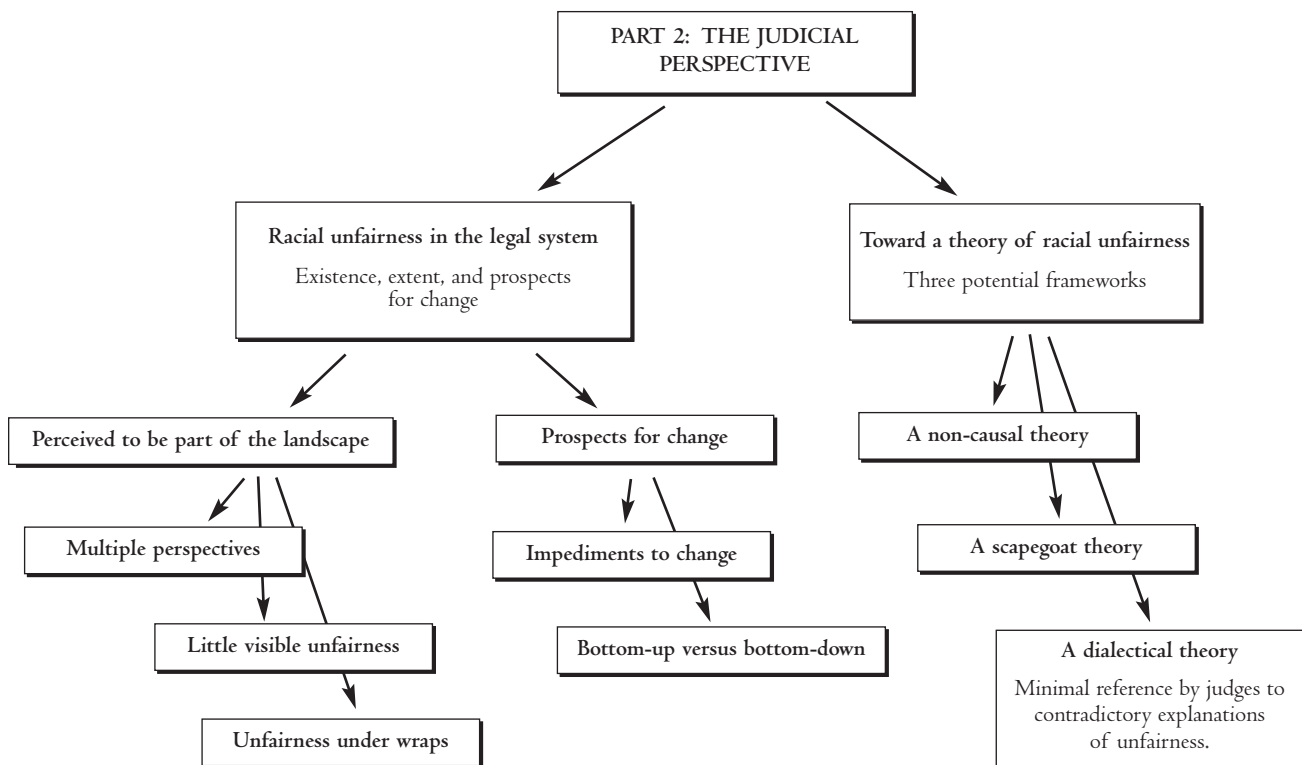 PART 2: THE JUDICIAL
PERSPECTIVE
Racial unfairness in the legal system
Existence, extent, and prospects
for change
Toward a theory of racial unfairness
Three potential frameworks
Perceived to be part of the landscape
Prospects for change
A non-causal theory
Multiple perspectives
Impediments to change
A scapegoat theory
Little visible unfairness
Bottom-up versus bottom-down
A dialectical theory
Minimal reference by judges to
contradictory explanations
of unfairness.
Unfairness under wraps